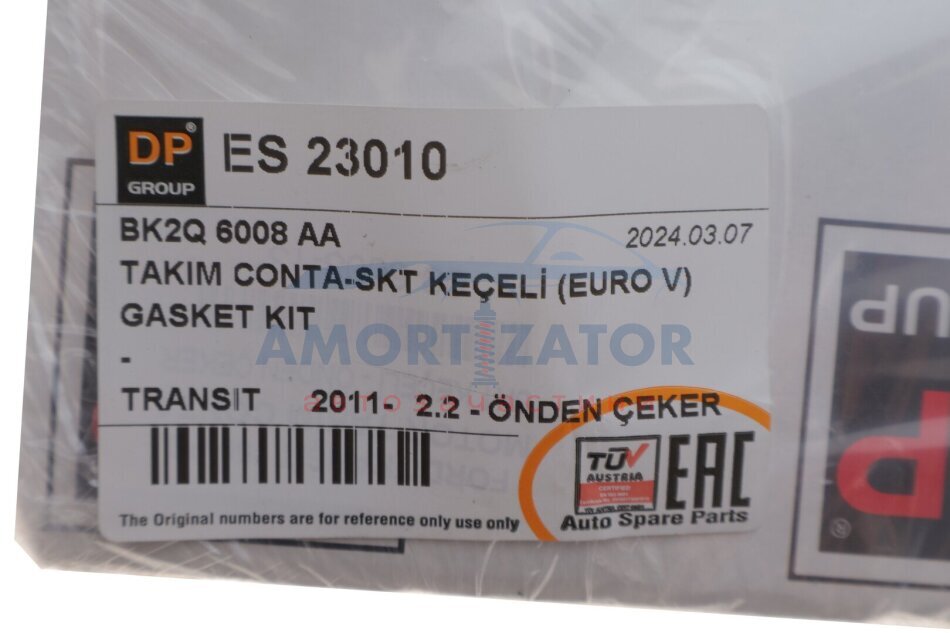 DP®
GROUP
ES 23010
BK2Q 6008 AA
2024.03.07
TAKIM CONTA-SKT KEÇELİ (EURO V)
GASKET KIT
AMORTIZATOR
-
TRANSIT 2011- 2.2 - ÖNDEN ÇEKER
TÜV
AUSTRIA
EAC
Auto Spare Parts
The Original numbers are for reference only use only
UP
P
®